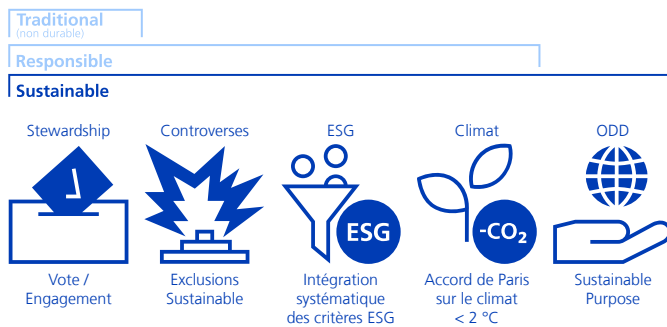 Traditional
(non durable)
Responsible
Sustainable
Stewardship
Controverses
ESG
Climat
ODD
ESG
-CO₂
Vote /
Engagement
Exclusions
Sustainable
Intégration
systématique
des critères ESG
Accord de Paris
sur le climat
< 2 °C
Sustainable
Purpose